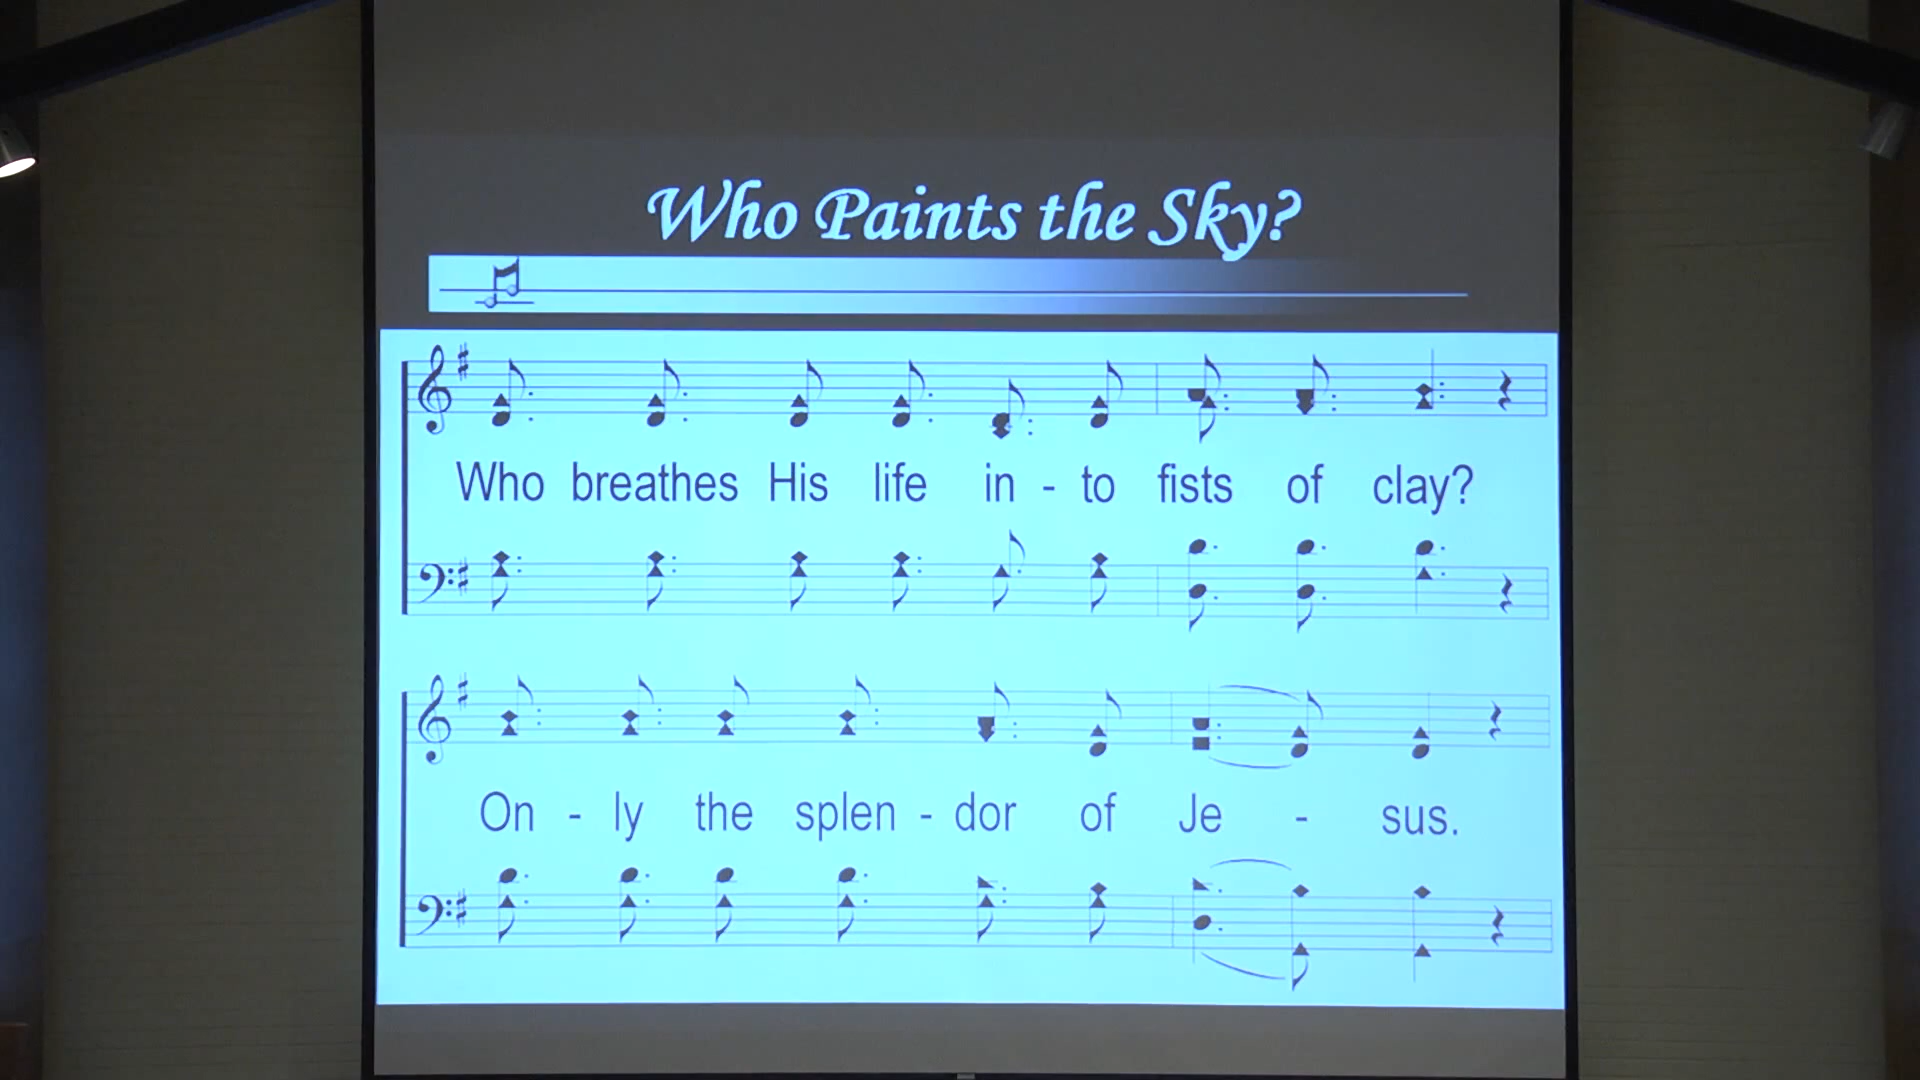 Who Paints the Sky?
Who breathes His life in - to fists of clay?
On - ly the splen - dor of Je - sus.